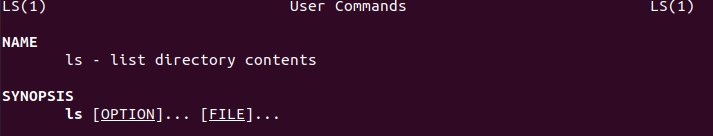 LS(1) User Commands LS(1)
NAME
ls - list directory contents
SYNOPSIS
ls [OPTION]... [FILE]...